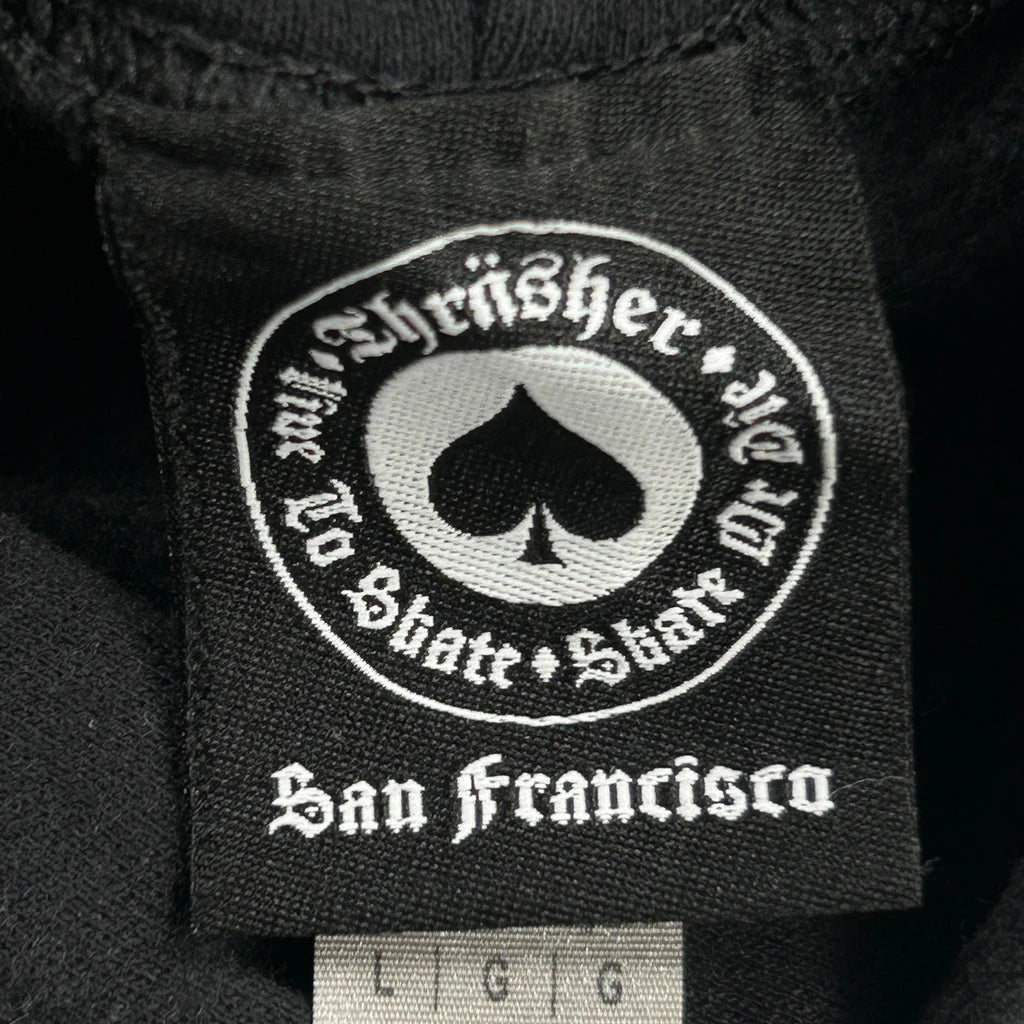 Thräsher
Live To Skate
Skate Or Die
San Francisco
L | G | G